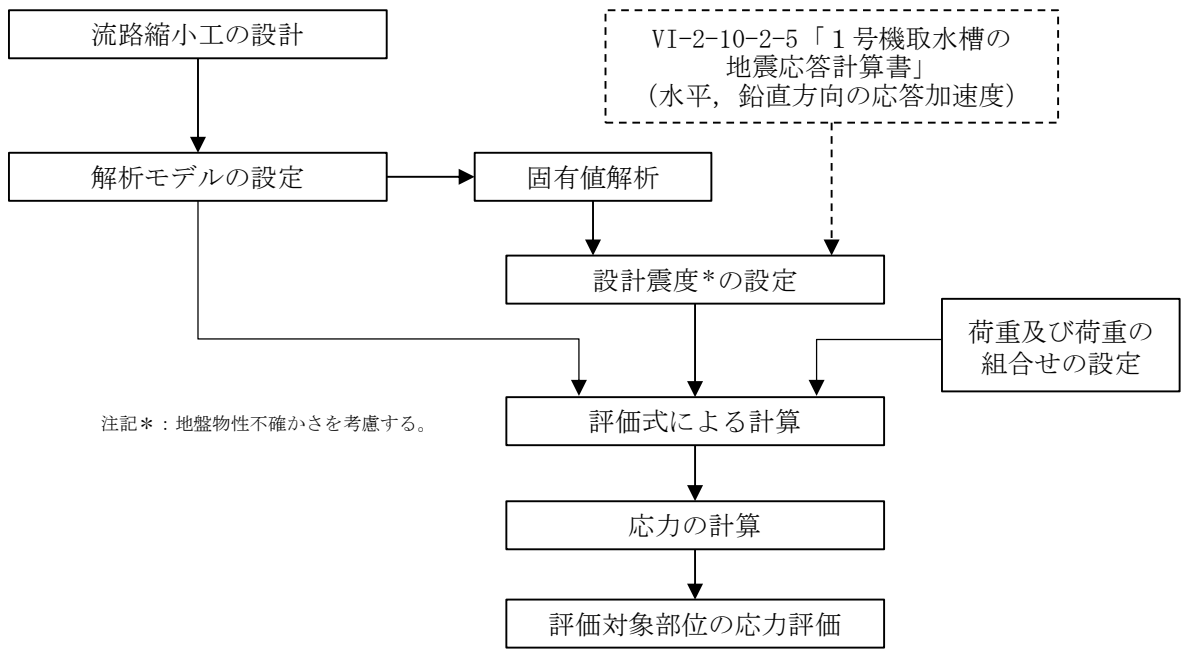 流路縮小工の設計
VI-2-10-2-5「１号機取水槽の
地震応答計算書」
（水平，鉛直方向の応答加速度）
解析モデルの設定
固有値解析
設計震度*の設定
荷重及び荷重の
組合せの設定
注記＊：地盤物性不確かさを考慮する。
評価式による計算
応力の計算
評価対象部位の応力評価